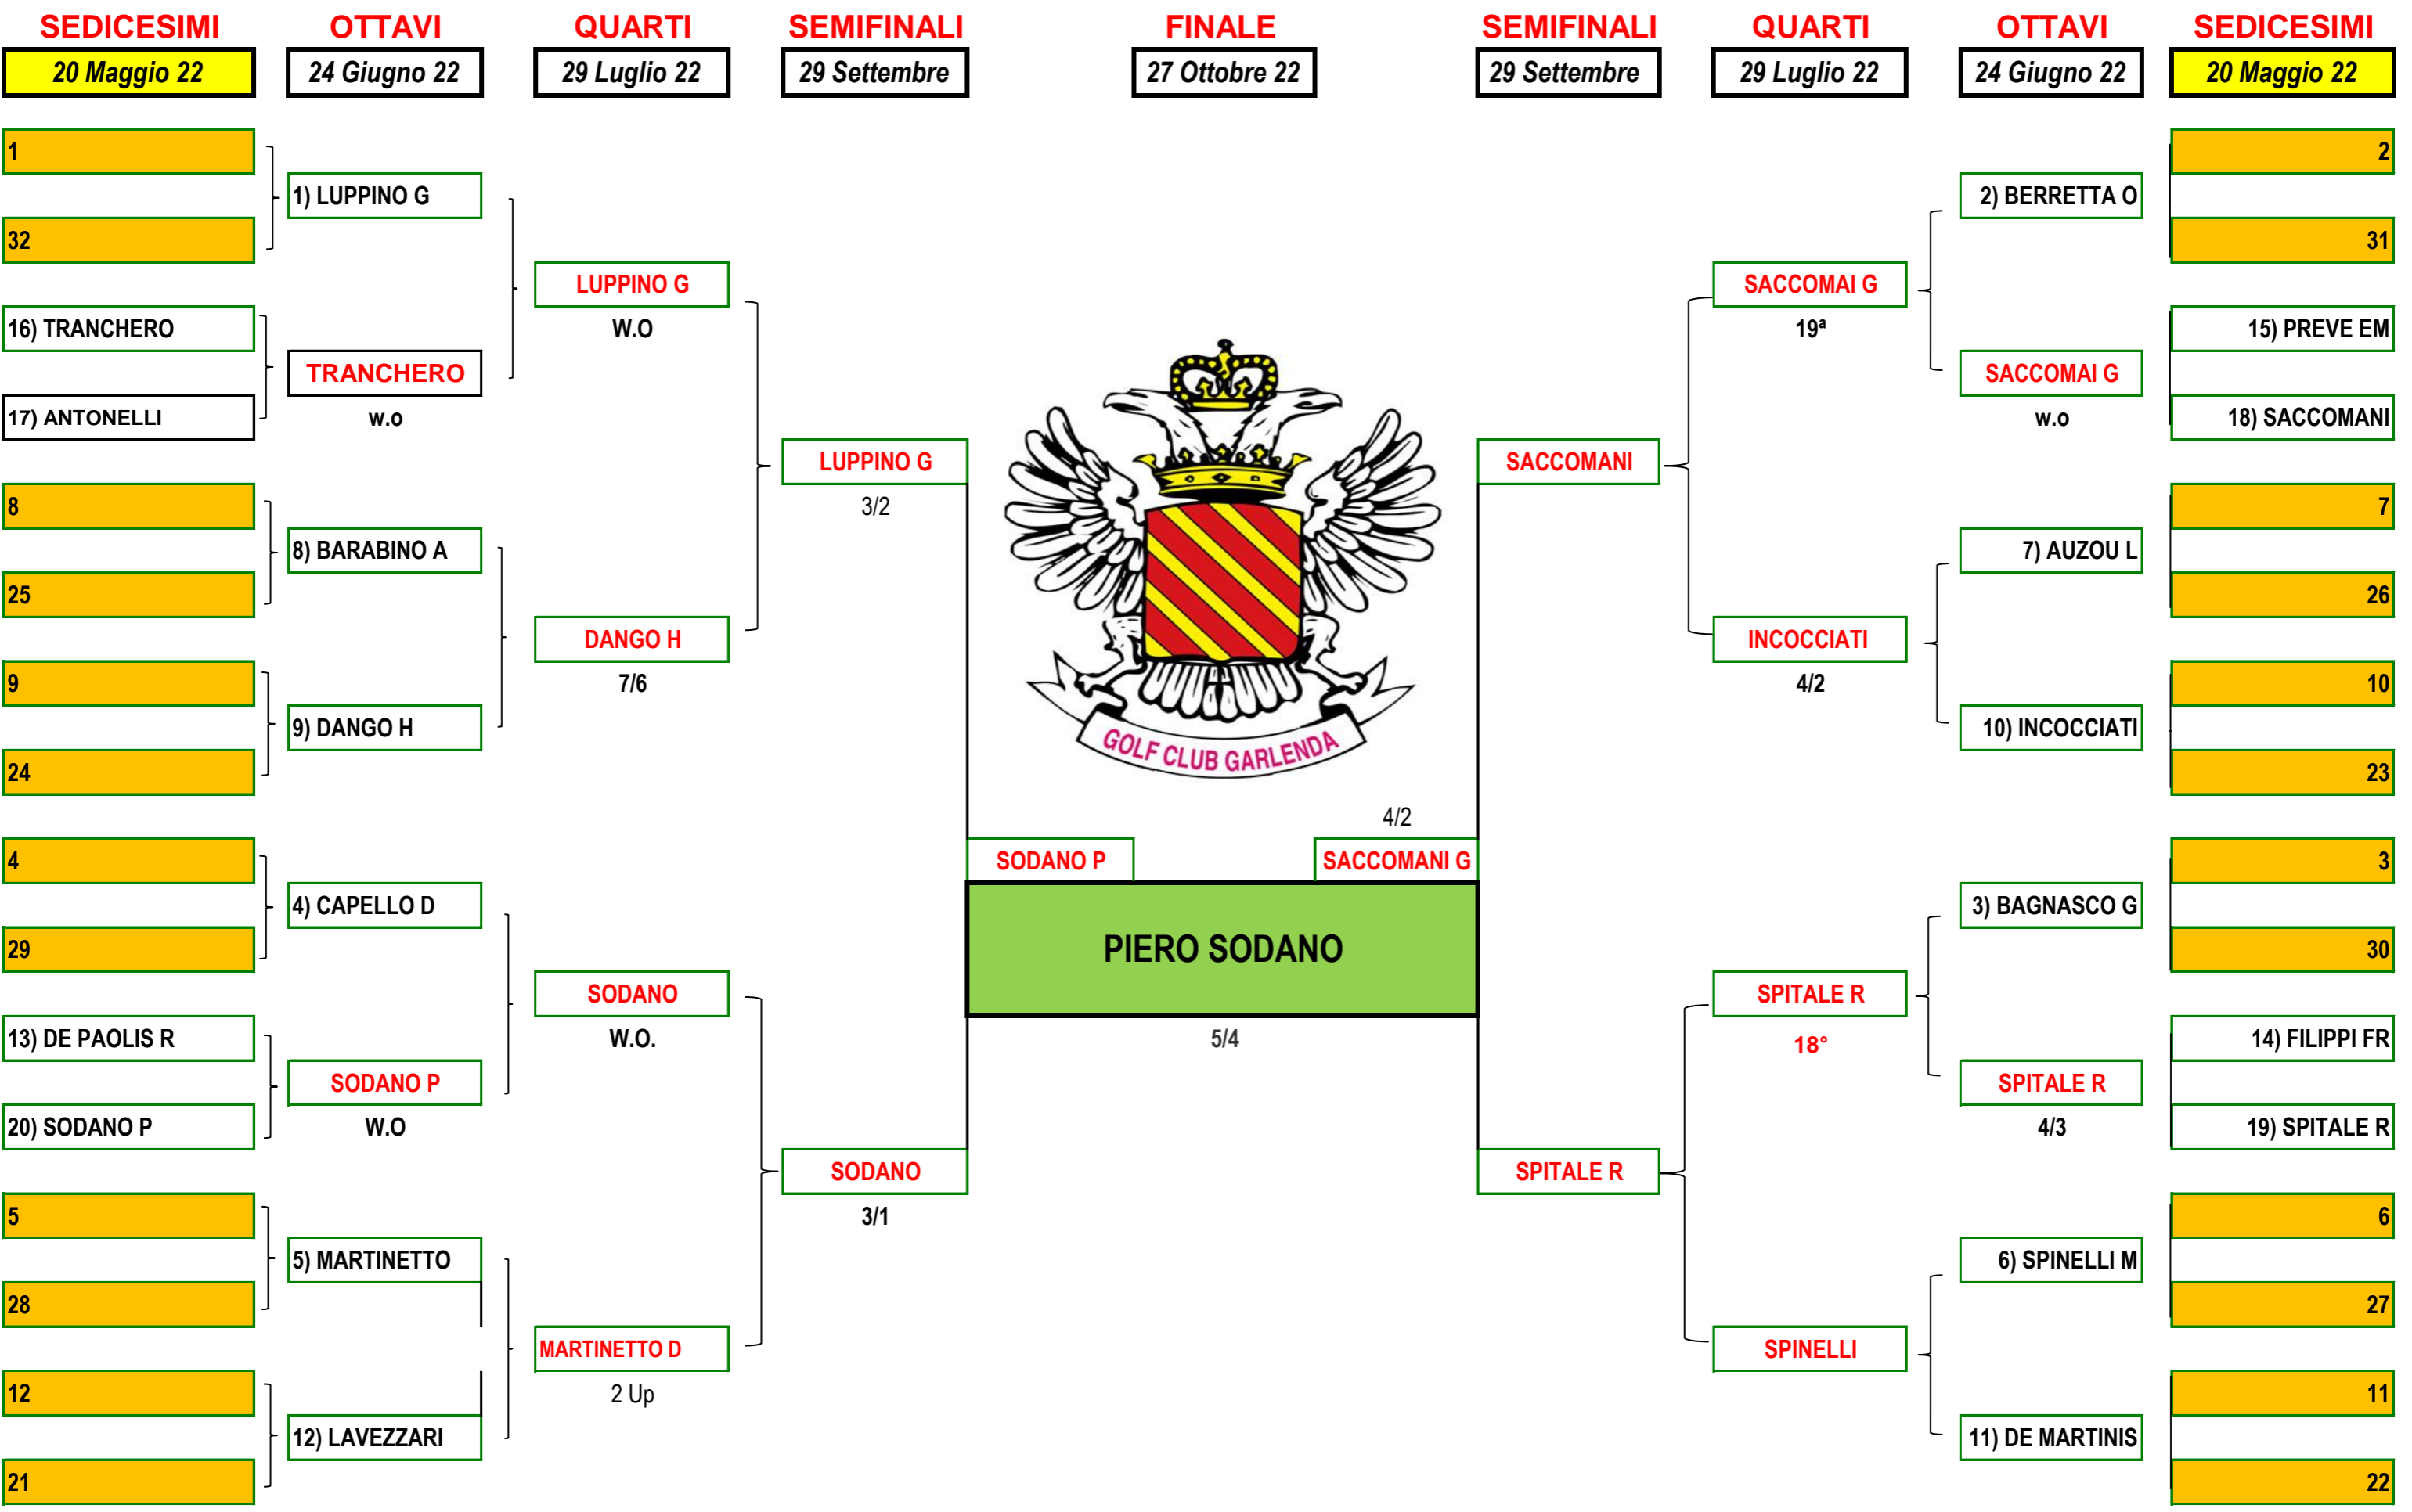 SEDICESIMI OTTAVI QUARTI SEMIFINALI FINALE SEMIFINALI QUARTI OTTAVI SEDICESIMI
20 Maggio 22 24 Giugno 22 29 Luglio 22 29 Settembre 27 Ottobre 22 29 Settembre 29 Luglio 22 24 Giugno 22 20 Maggio 22
1 2
1) LUPPINO G 2) BERRETTA O
32 31
LUPPINO G SACCOMAI G
16) TRANCHERO W.O 19ª 15) PREVE EM
TRANCHERO SACCOMAI G
17) ANTONELLI w.o w.o 18) SACCOMANI
LUPPINO G SACCOMANI
8 3/2 7
8) BARABINO A 7) AUZOU L
25 26
DANGO H INCOCCIATI
9 7/6 4/2 10
9) DANGO H 10) INCOCCIATI
GOLF CLUB GARLENDA
24 23
4/2
4 SODANO P SACCOMANI G 3
4) CAPELLO D 3) BAGNASCO G
29 PIERO SODANO 30
SODANO SPITALE R
13) DE PAOLIS R W.O. 5/4 18° 14) FILIPPI FR
SODANO P SPITALE R
20) SODANO P W.O 4/3 19) SPITALE R
SODANO SPITALE R
5 3/1 6
5) MARTINETTO 6) SPINELLI M
28 27
MARTINETTO D SPINELLI
12 2 Up 11
12) LAVEZZARI 11) DE MARTINIS
21 22